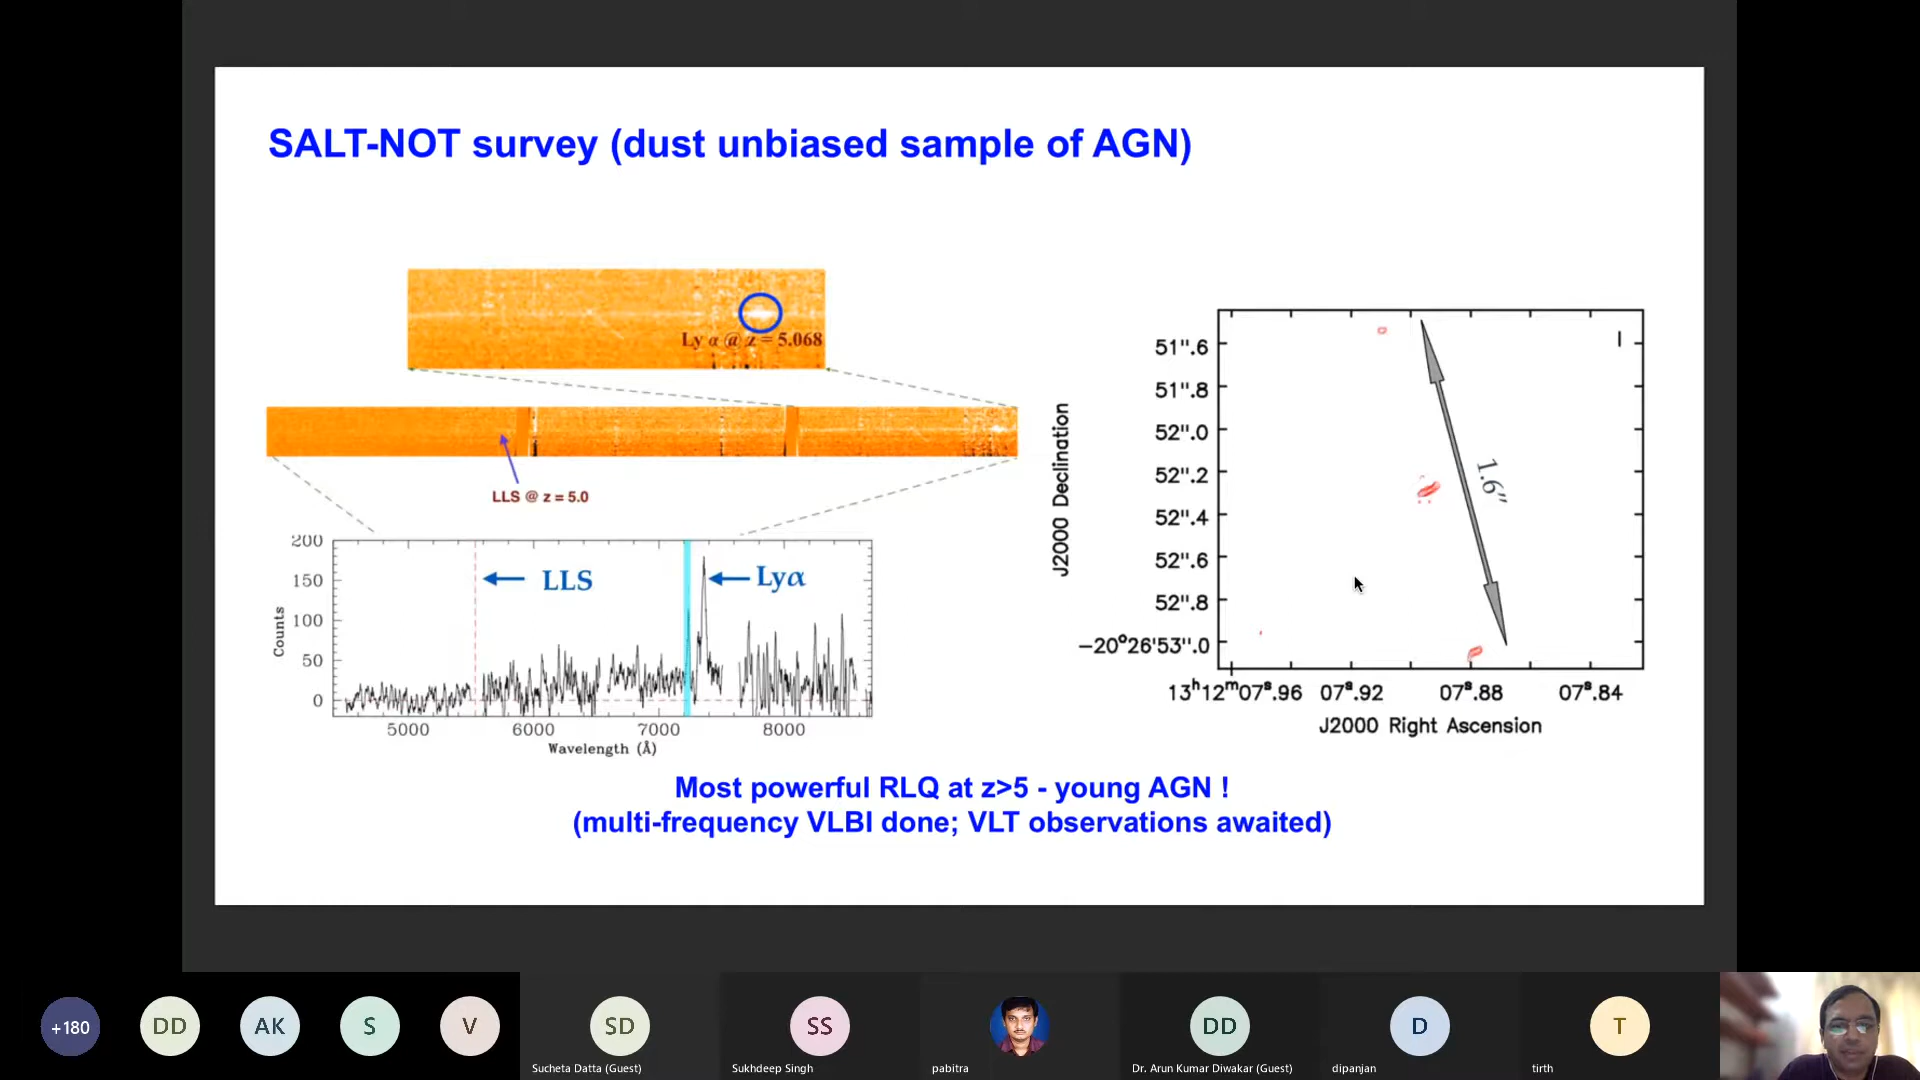 SALT-NOT survey (dust unbiased sample of AGN)
Ly α @ z = 5.068
LLS @ z = 5.0
200
150
100
50
0
Counts
LLS
Lyα
5000 6000 7000 8000
Wavelength (Å)
J2000 Declination
51".6
51".8
52".0
52".2
52".4
52".6
52".8
−20°26'53".0
I
1.6"
13ʰ12ᵐ07ˢ.96 07ˢ.92 07ˢ.88 07ˢ.84
J2000 Right Ascension
Most powerful RLQ at z>5 - young AGN !
(multi-frequency VLBI done; VLT observations awaited)
+180
DD
AK
S
V
SD
Sucheta Datta (Guest)
SS
Sukhdeep Singh
pabitra
DD
Dr. Arun Kumar Diwakar (Guest)
D
dipanjan
T
tirth